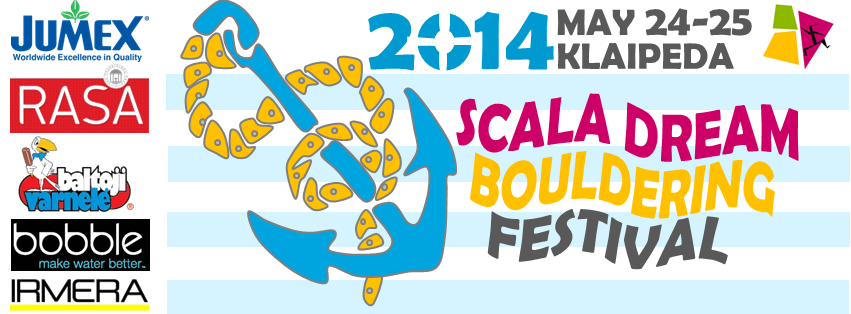 JUMEX®
Worldwide Excellence in Quality
RASA
baltoji
varnelė ®
bobble
make water better.™
IRMERA
2014
MAY 24-25
KLAIPEDA
SCALA DREAM
BOULDERING
FESTIVAL